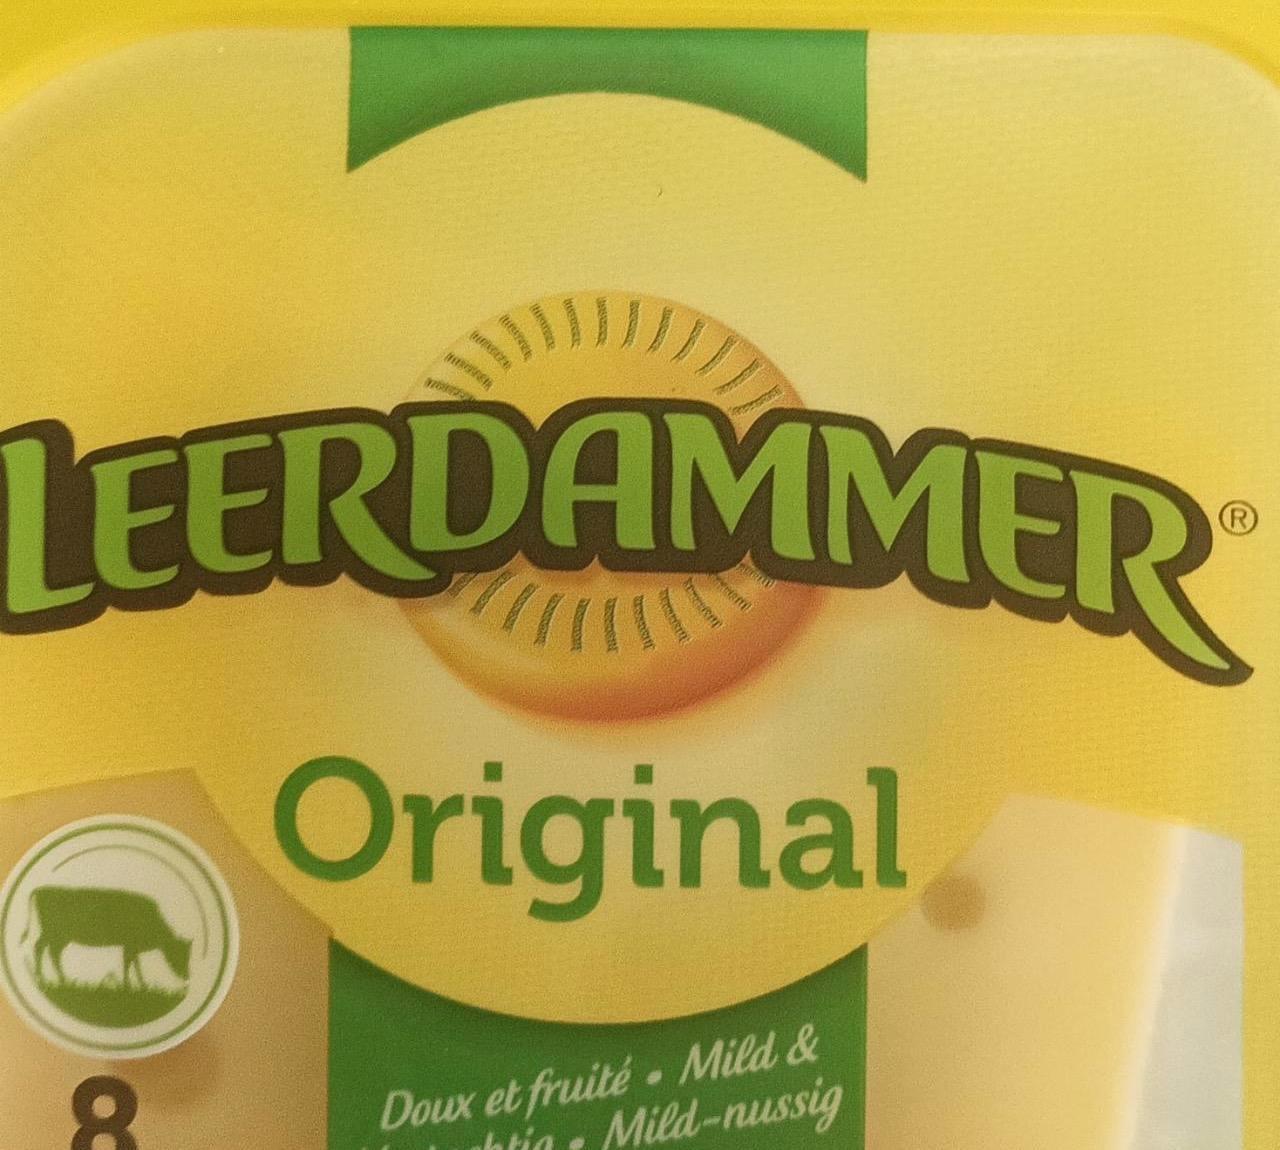 LEERDAMMER®
Original
8
Doux et fruité • Mild &
• Mild-nussig